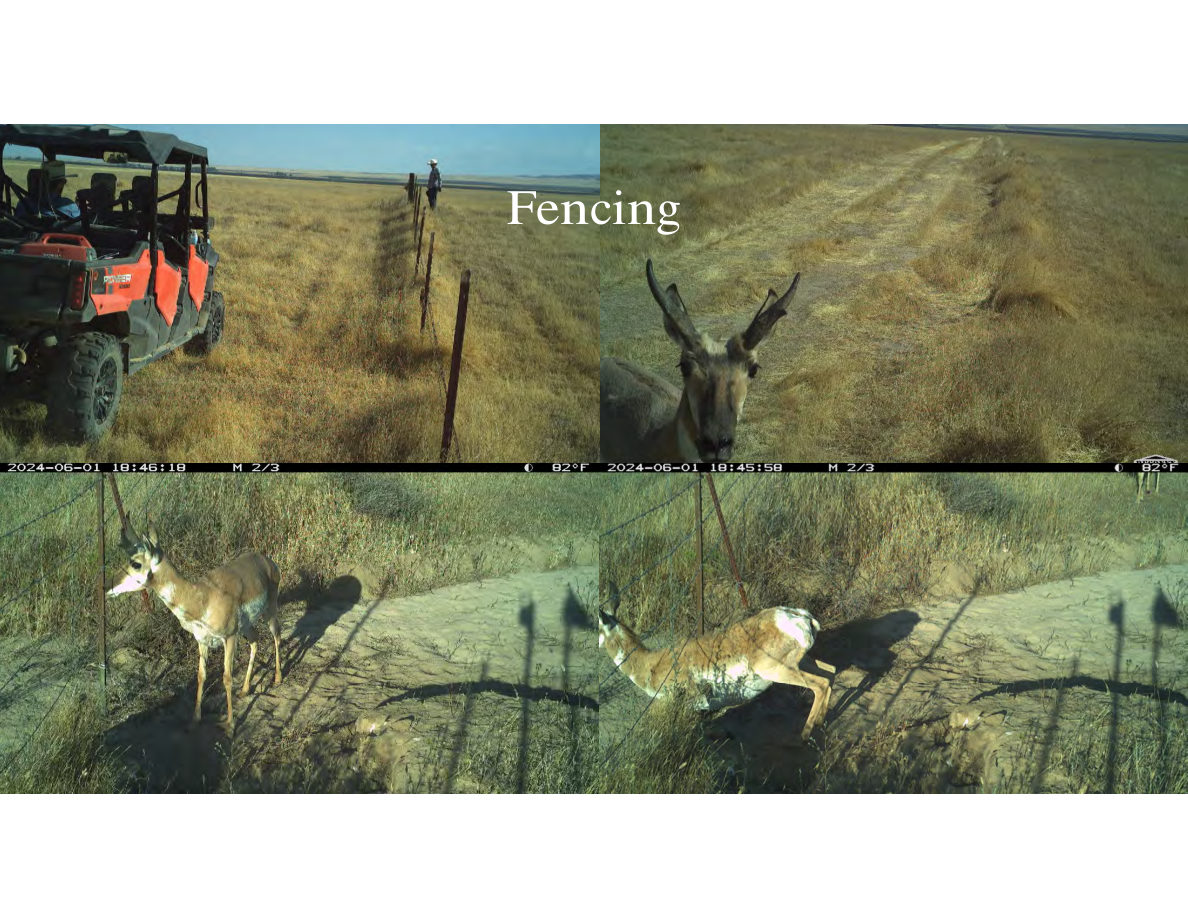 Fencing
PIONEER
2024-06-01 18:46:18 M 2/3 82°F
2024-06-01 18:45:58 M 2/3 82°F